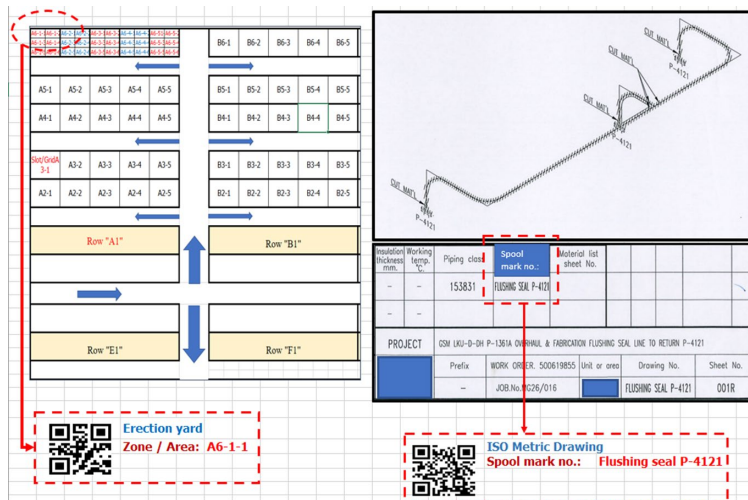 B6-1 B6-2 B6-3 B6-4 B6-5
A5-1 A5-2 A5-3 A5-4 A5-5 B5-1 B5-2 B5-3 B5-4 B5-5
A4-1 A4-2 A4-3 A4-4 A4-5 B4-1 B4-2 B4-3 B4-4 B4-5
Slot/GridA
3-1
A3-2 A3-3 A3-4 A3-5 B3-1 B3-2 B3-3 B3-4 B3-5
A2-1 A2-2 A2-3 A2-4 A2-5 B2-1 B2-2 B2-3 B2-4 B2-5
Row "A1" Row "B1"
Row "E1" Row "F1"
Erection yard
Zone / Area: A6-1-1
CUT MAT'L
P-4121
CUT MAT'L
CUT MAT'L
P-4121
CUT MAT'L
P-4121
Insulation thickness mm.
Working temp. °C.
Piping class
Spool mark no.:
Material list sheet No.
– – 153831 FLUSHING SEAL P-4121
– –
PROJECT GSM LKU-D-DH P-1361A OVERHAUL & FABRICATION FLUSHING SEAL LINE TO RETURN P-4121
Prefix WORK ORDER. 500619855 Unit or area Drawing No. Sheet No.
– FLUSHING SEAL P-4121 001R
ISO Metric Drawing
Spool mark no.: Flushing seal P-4121